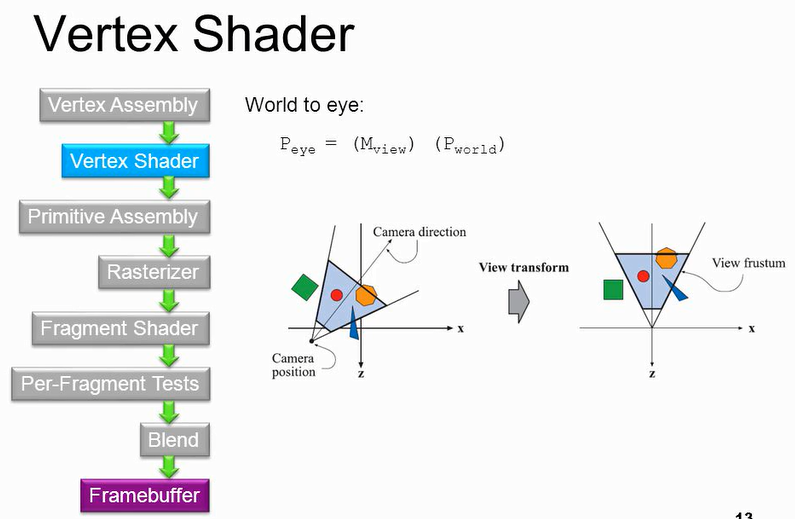 Vertex Shader
Vertex Assembly
Vertex Shader
Primitive Assembly
Rasterizer
Fragment Shader
Per-Fragment Tests
Blend
Framebuffer
World to eye:
Peye = (Mview) (Pworld)
Camera direction
x
Camera
position
z
View transform
View frustum
x
z
13